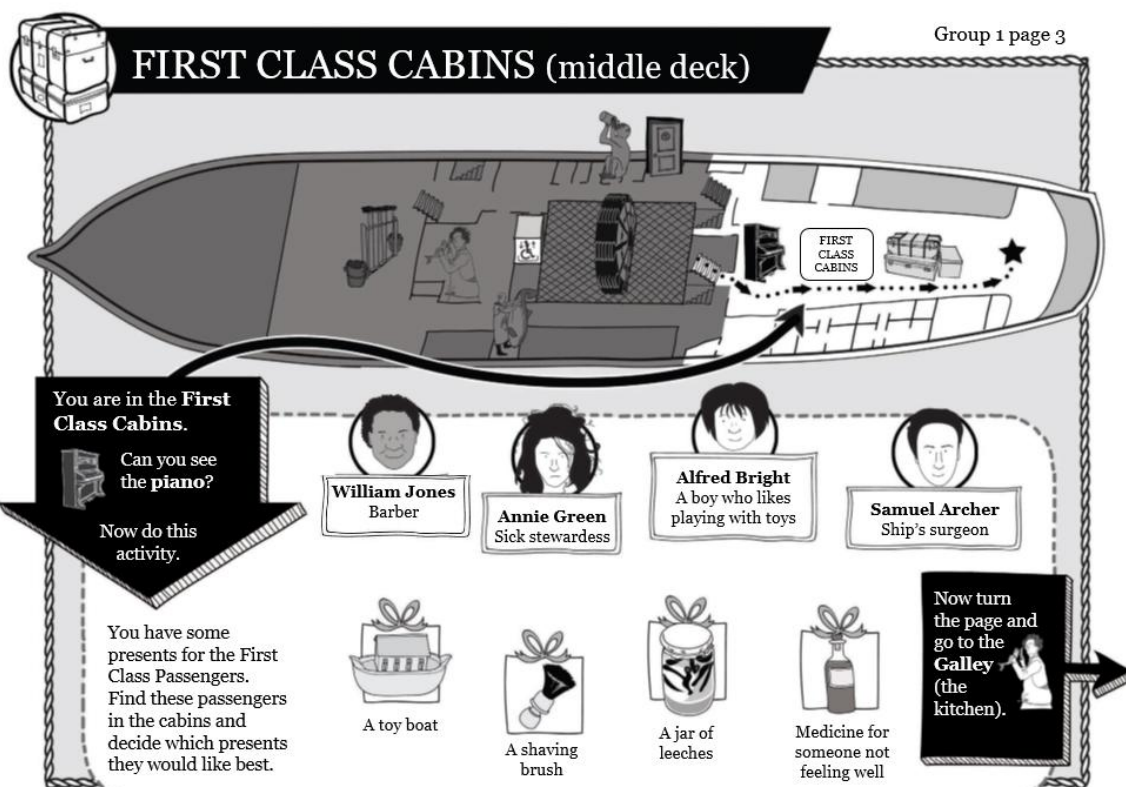 Group 1 page 3
FIRST CLASS CABINS (middle deck)
FIRST
CLASS
CABINS
You are in the First
Class Cabins.
Can you see
the piano?
Now do this
activity.
William Jones
Barber
Annie Green
Sick stewardess
Alfred Bright
A boy who likes
playing with toys
Samuel Archer
Ship's surgeon
You have some
presents for the First
Class Passengers.
Find these passengers
in the cabins and
decide which presents
they would like best.
A toy boat
A shaving
brush
A jar of
leeches
Medicine for
someone not
feeling well
Now turn
the page and
go to the
Galley
(the
kitchen).